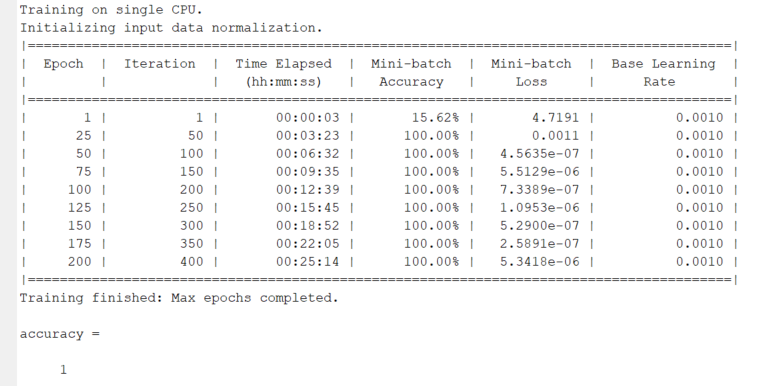 Training on single CPU.
Initializing input data normalization.
|========================================================================================|
|  Epoch  |  Iteration  |  Time Elapsed  |  Mini-batch  |  Mini-batch  |  Base Learning  |
|         |             |   (hh:mm:ss)   |   Accuracy   |     Loss     |      Rate       |
|========================================================================================|
|       1 |           1 |       00:00:03 |       15.62% |       4.7191 |          0.0010 |
|      25 |          50 |       00:03:23 |      100.00% |       0.0011 |          0.0010 |
|      50 |         100 |       00:06:32 |      100.00% |   4.5635e-07 |          0.0010 |
|      75 |         150 |       00:09:35 |      100.00% |   5.5129e-06 |          0.0010 |
|     100 |         200 |       00:12:39 |      100.00% |   7.3389e-07 |          0.0010 |
|     125 |         250 |       00:15:45 |      100.00% |   1.0953e-06 |          0.0010 |
|     150 |         300 |       00:18:52 |      100.00% |   5.2900e-07 |          0.0010 |
|     175 |         350 |       00:22:05 |      100.00% |   2.5891e-07 |          0.0010 |
|     200 |         400 |       00:25:14 |      100.00% |   5.3418e-06 |          0.0010 |
|========================================================================================|
Training finished: Max epochs completed.
accuracy =
1